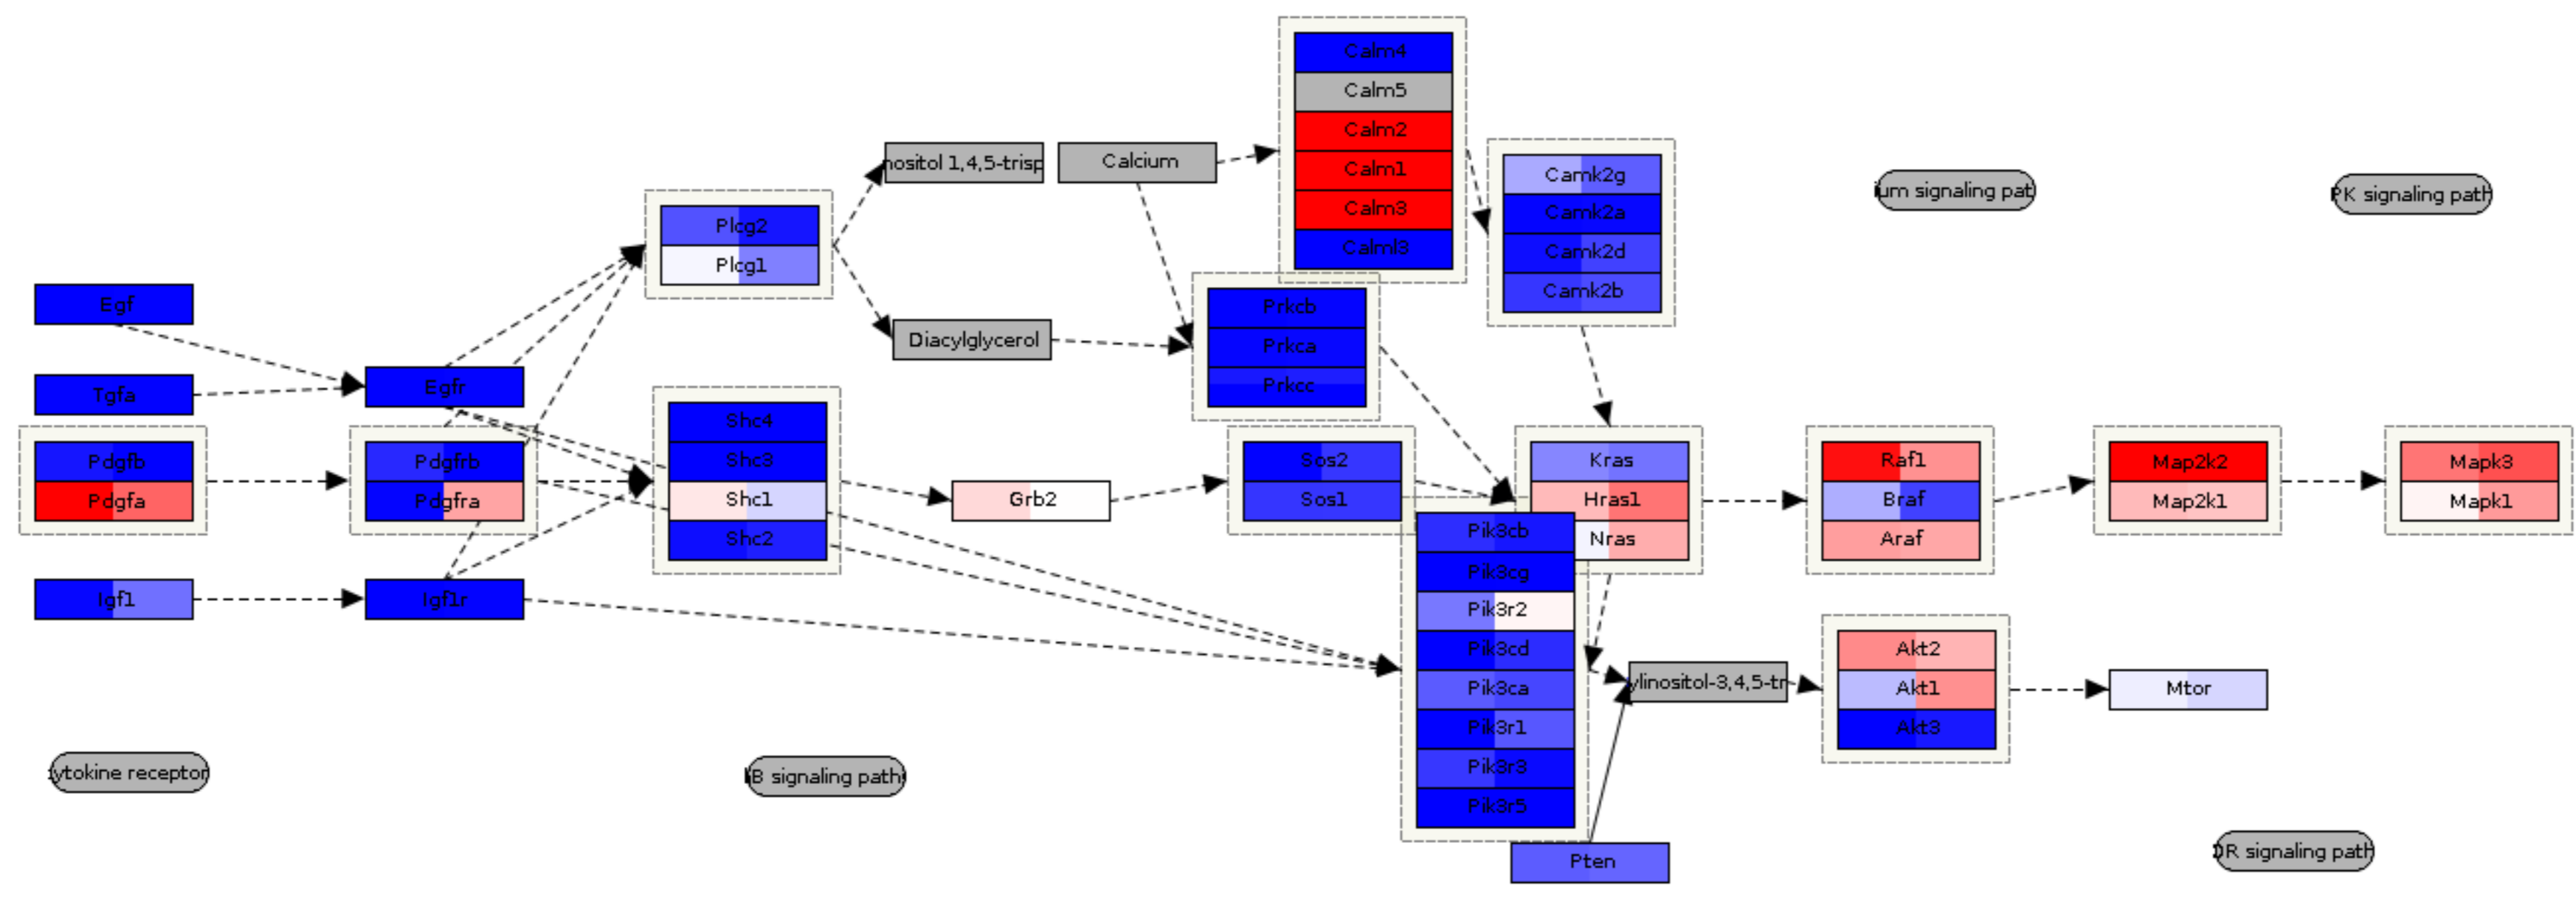 Calm4
Calm5
Calm2
Calm1
Calm3
Calml3
nositol 1,4,5-trisp
Calcium
Camk2g
Camk2a
Camk2d
Camk2b
ium signaling pat
PK signaling path
Plcg2
Plcg1
Egf
Diacylglycerol
Prkcb
Prkca
Prkcc
Tgfa
Egfr
Shc4
Shc3
Shc1
Shc2
Pdgfb
Pdgfa
Pdgfrb
Pdgfra
Grb2
Sos2
Sos1
Kras
Hras1
Nras
Raf1
Braf
Araf
Map2k2
Map2k1
Mapk3
Mapk1
Igf1
Igf1r
Pik3cb
Pik3cg
Pik3r2
Pik3cd
Pik3ca
Pik3r1
Pik3r3
Pik3r5
ylinositol-3,4,5-tr
Akt2
Akt1
Akt3
Mtor
ytokine receptor
B signaling path
Pten
OR signaling path